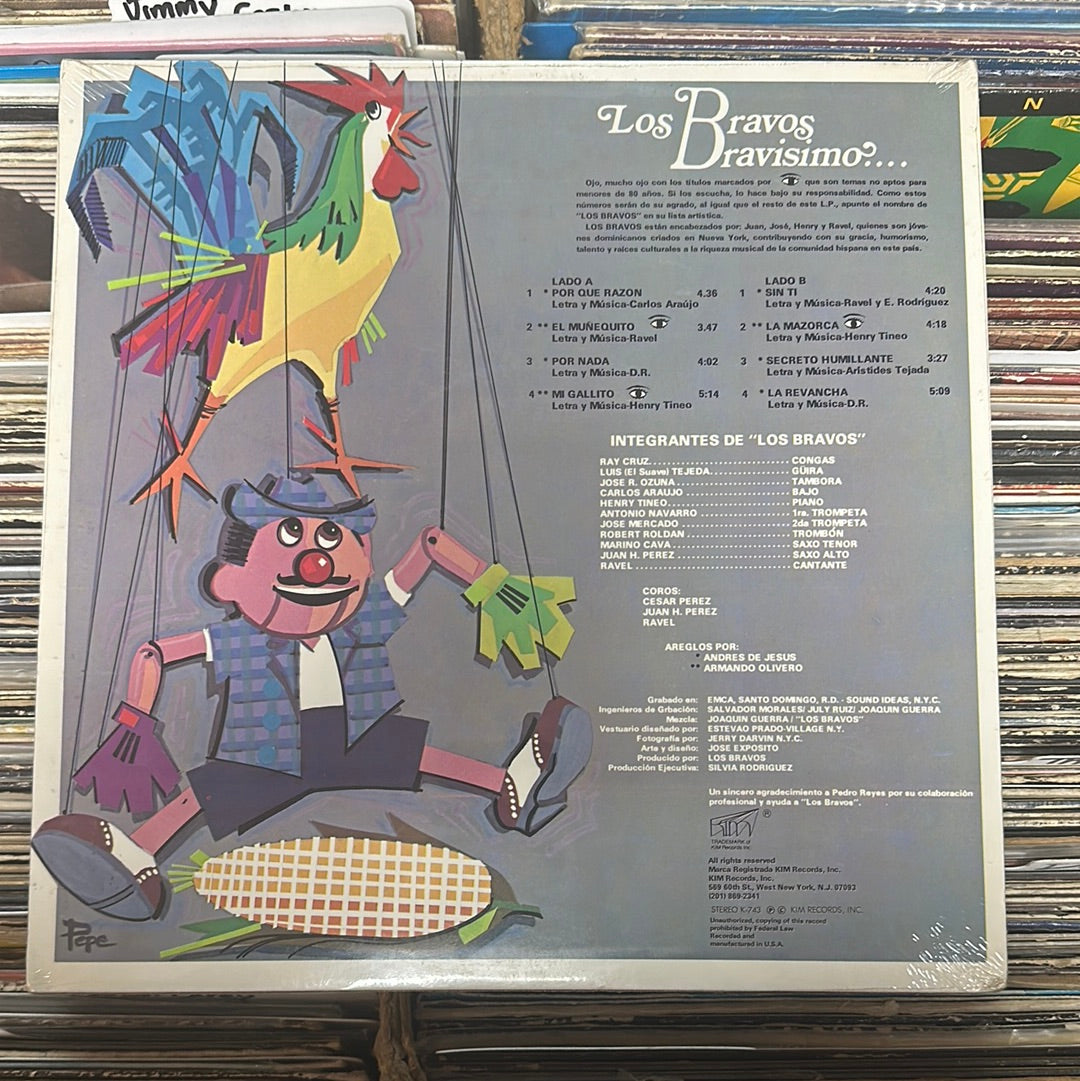 Jimmy
N
Los Bravos
Bravisimo?...
Ojo, mucho ojo con los títulos marcados por que son temas no aptos para
menores de 80 años. Si los escucha, lo hace bajo su responsabilidad. Como estos
números serán de su agrado, al igual que el resto de este L.P., apunte el nombre de
"LOS BRAVOS" en su lista artística.
LOS BRAVOS están encabezados por: Juan, José, Henry y Ravel, quienes son jóve-
nes dominicanos criados en Nueva York, contribuyendo con su gracia, humorismo,
talento y raíces culturales a la riqueza musical de la comunidad hispana en este país.
LADO A
1 * POR QUE RAZON 4.36
Letra y Música-Carlos Araújo
2 ** EL MUÑEQUITO 3.47
Letra y Música-Ravel
3 * POR NADA 4:02
Letra y Música-D.R.
4 ** MI GALLITO 5:14
Letra y Música-Henry Tineo
LADO B
1 * SIN TI 4:20
Letra y Música-Ravel y E. Rodríguez
2 ** LA MAZORCA 4:18
Letra y Música-Henry Tineo
3 * SECRETO HUMILLANTE 3:27
Letra y Música-Arístides Tejada
4 * LA REVANCHA 5:09
Letra y Música-D.R.
INTEGRANTES DE "LOS BRAVOS"
RAY CRUZ.............................. CONGAS
LUIS (El Suave) TEJEDA.................. GÜIRA
JOSE R. OZUNA ......................... TAMBORA
CARLOS ARAUJO ....................... BAJO
HENRY TINEO........................... PIANO
ANTONIO NAVARRO .................... 1ra. TROMPETA
JOSE MERCADO ........................ 2da TROMPETA
ROBERT ROLDAN ....................... TROMBÓN
MARINO CAVA.......................... SAXO TENOR
JUAN H. PEREZ ......................... SAXO ALTO
RAVEL.................................. CANTANTE
COROS:
CESAR PEREZ
JUAN H. PEREZ
RAVEL
AREGLOS POR:
* ANDRES DE JESUS
** ARMANDO OLIVERO
Grabado en: EMCA, SANTO DOMINGO, R.D. - SOUND IDEAS, N.Y.C.
Ingenieros de Grbación: SALVADOR MORALES/ JULY RUIZ/ JOAQUIN GUERRA
Mezcla: JOAQUIN GUERRA / "LOS BRAVOS"
Vestuario diseñado por: ESTEVAO PRADO-VILLAGE N.Y.
Fotografía por: JERRY DARVIN N.Y.C.
Arte y diseño: JOSE EXPOSITO
Producido por: LOS BRAVOS
Producción Ejecutiva: SILVIA RODRIGUEZ
Un sincero agradecimiento a Pedro Reyes por su colaboración
profesional y ayuda a "Los Bravos".
KIM ®
TRADEMARK of
KIM Records Inc.
All rights reserved
Marca Registrada KIM Records, Inc.
KIM Records, Inc.
569 60th St., West New York, N.J. 07093
(201) 869-2341
STEREO K-743 ℗ © KIM RECORDS, INC.
Unauthorized, copying of this record
prohibited by Federal Law
Recorded and
manufactured in U.S.A.
Pepe